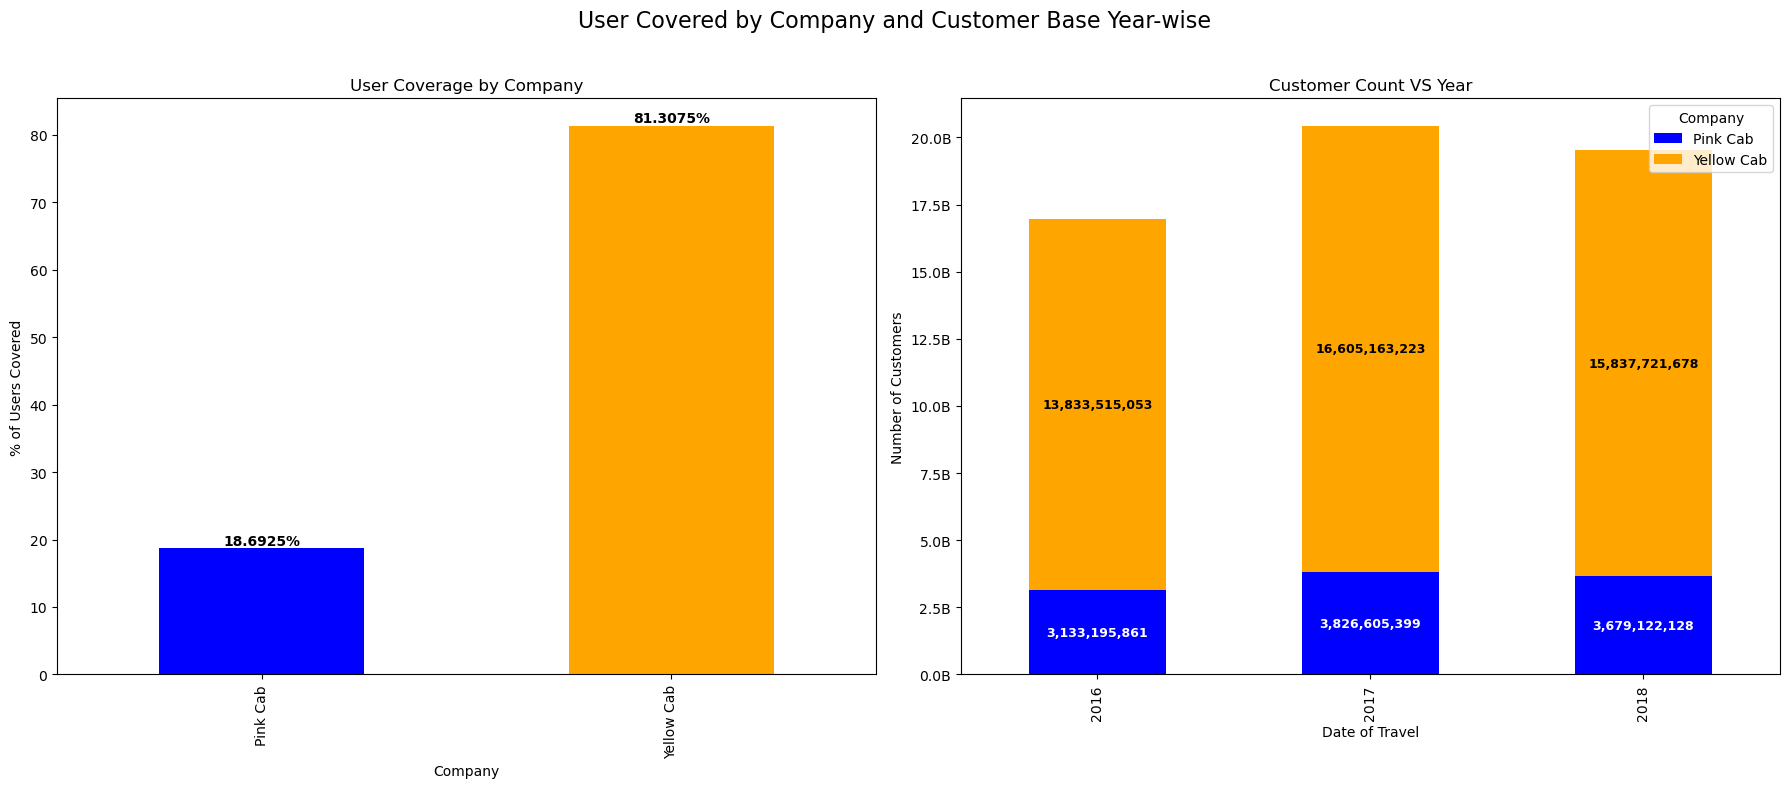 User Covered by Company and Customer Base Year-wise
User Coverage by Company
% of Users Covered
80
70
60
50
40
30
20
10
0
81.3075%
18.6925%
Pink Cab
Yellow Cab
Company
Customer Count VS Year
Number of Customers
20.0B
17.5B
15.0B
12.5B
10.0B
7.5B
5.0B
2.5B
0.0B
Company
Pink Cab
Yellow Cab
13,833,515,053
16,605,163,223
15,837,721,678
3,133,195,861
3,826,605,399
3,679,122,128
2016
2017
2018
Date of Travel